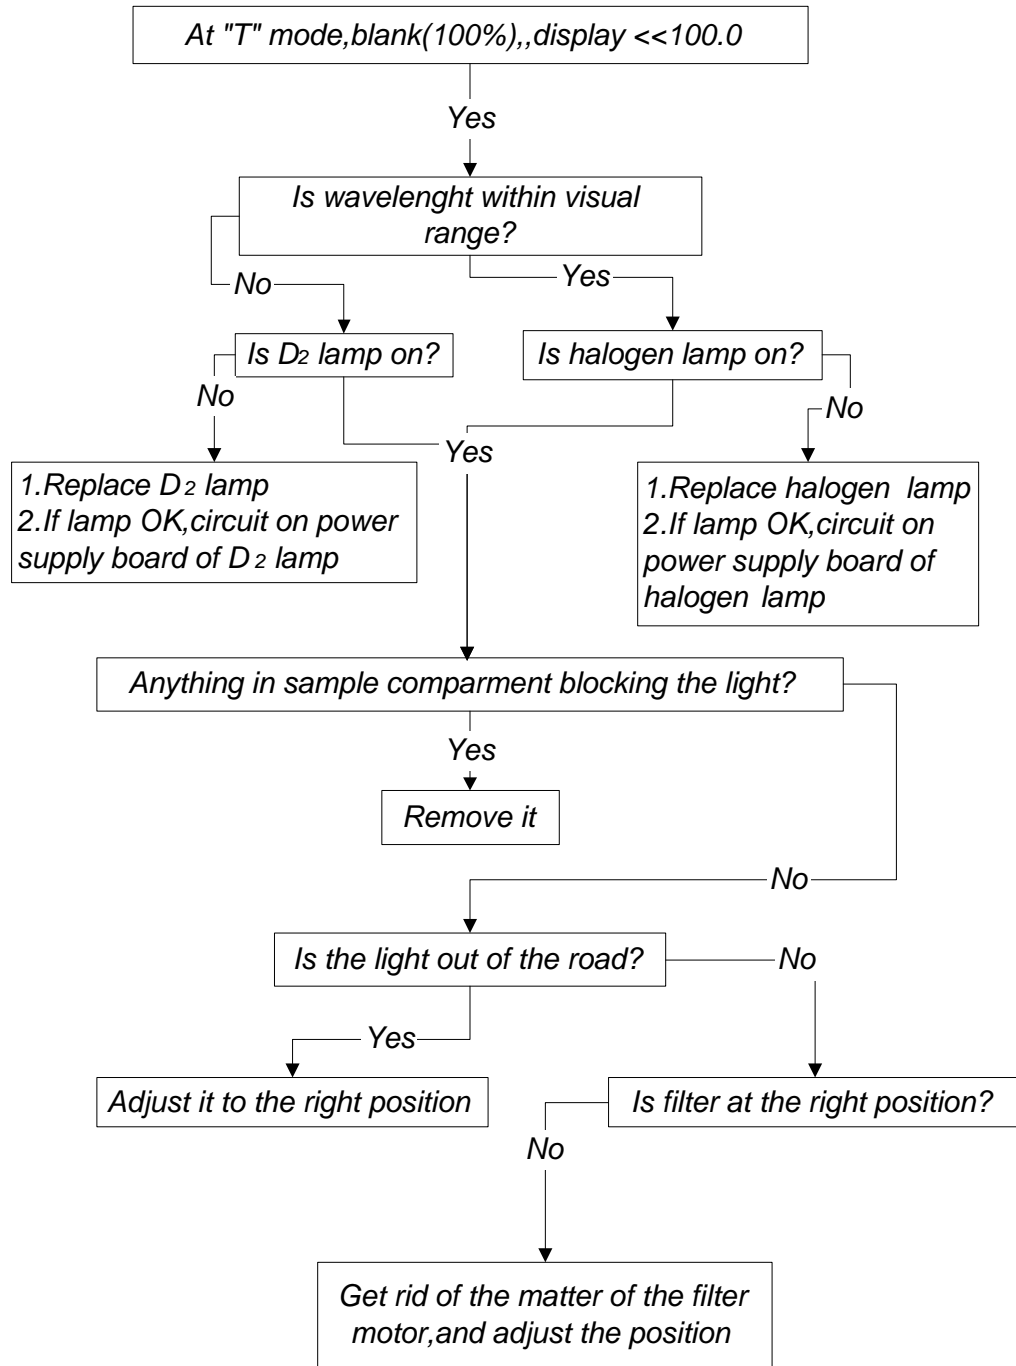 At "T" mode,blank(100%),,display <<100.0
Yes
Is wavelenght within visual
range?
No
Yes
Is D2 lamp on?
Is halogen lamp on?
No
No
Yes
1.Replace D2 lamp
2.If lamp OK,circuit on power
supply board of D2 lamp
1.Replace halogen lamp
2.If lamp OK,circuit on
power supply board of
halogen lamp
Anything in sample comparment blocking the light?
Yes
Remove it
No
Is the light out of the road?
No
Yes
Adjust it to the right position
Is filter at the right position?
No
Get rid of the matter of the filter
motor,and adjust the position